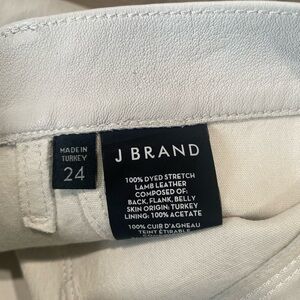 MADE IN
TURKEY
24
J BRAND
100% DYED STRETCH
LAMB LEATHER
COMPOSED OF:
BACK, FLANK, BELLY
SKIN ORIGIN: TURKEY
LINING: 100% ACETATE
100% CUIR D'AGNEAU
TEINT ÉTIRABLE